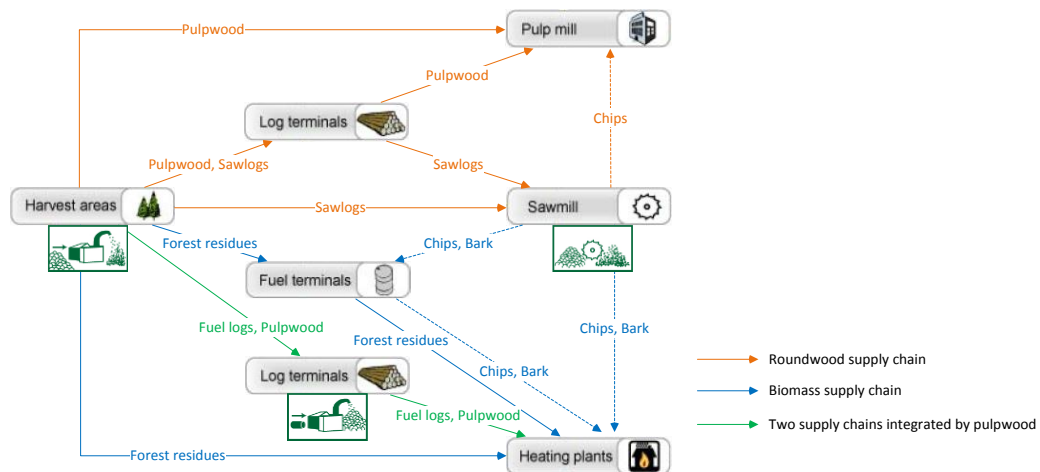 Pulpwood
Pulp mill
Pulpwood
Log terminals
Chips
Pulpwood, Sawlogs
Sawlogs
Harvest areas
Sawlogs
Sawmill
Forest residues
Chips, Bark
Fuel terminals
Fuel logs, Pulpwood
Forest residues
Chips, Bark
Roundwood supply chain
Log terminals
Chips, Bark
Biomass supply chain
Fuel logs, Pulpwood
Two supply chains integrated by pulpwood
Forest residues
Heating plants